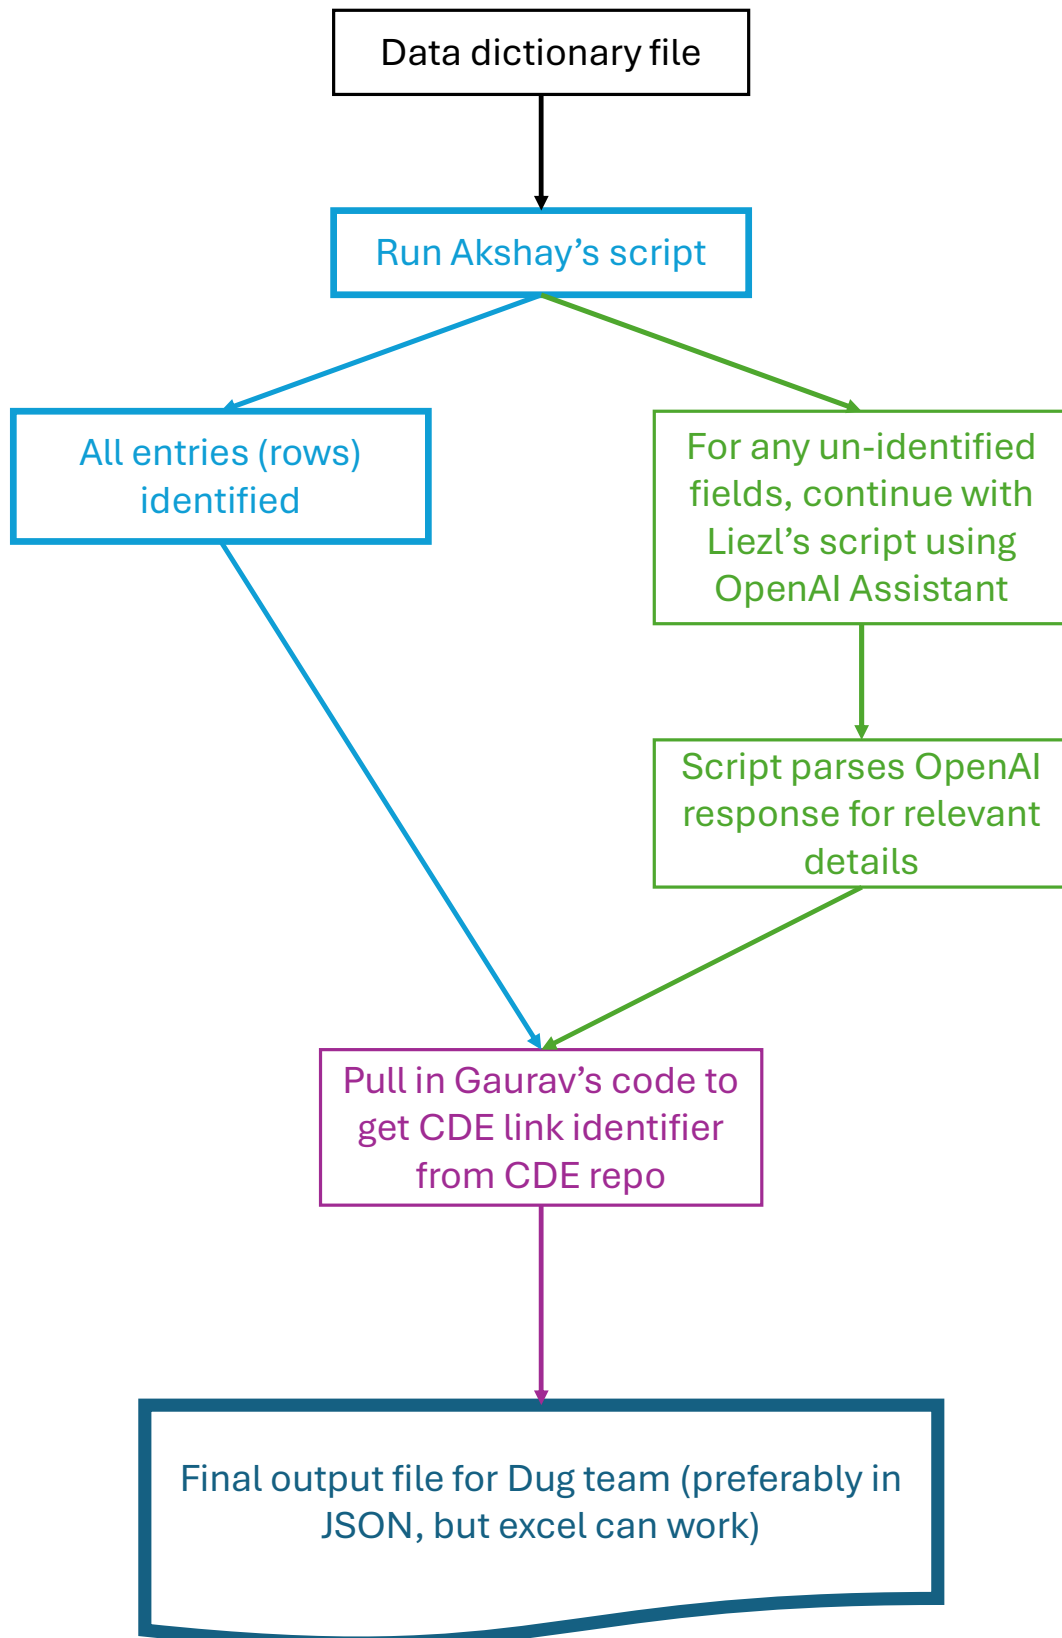 Data dictionary file
Run Akshay’s script
All entries (rows)
identified
For any un-identified
fields, continue with
Liezl’s script using
OpenAI Assistant
Script parses OpenAI
response for relevant
details
Pull in Gaurav’s code to
get CDE link identifier
from CDE repo
Final output file for Dug team (preferably in
JSON, but excel can work)